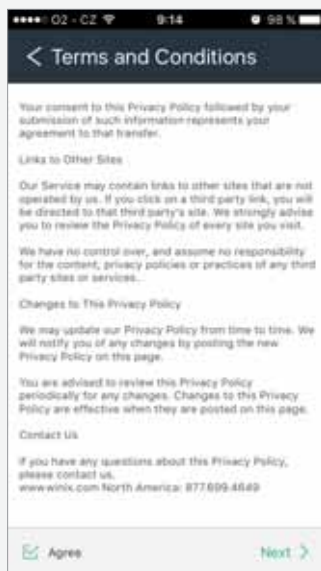 O2 - CZ 9:14 98 %
Terms and Conditions
Your consent to this Privacy Policy followed by your
submission of such information represents your
agreement to that transfer.
Links to Other Sites
Our Service may contain links to other sites that are not
operated by us. If you click on a third party link, you will
be directed to that third party's site. We strongly advise
you to review the Privacy Policy of every site you visit.
We have no control over, and assume no responsibility
for the content, privacy policies or practices of any third
party sites or services.
Changes to This Privacy Policy
We may update our Privacy Policy from time to time. We
will notify you of any changes by posting the new
Privacy Policy on this page.
You are advised to review this Privacy Policy
periodically for any changes. Changes to this Privacy
Policy are effective when they are posted on this page.
Contact Us
If you have any questions about this Privacy Policy,
please contact us.
www.winix.com North America: 877.699.4649
Agree Next